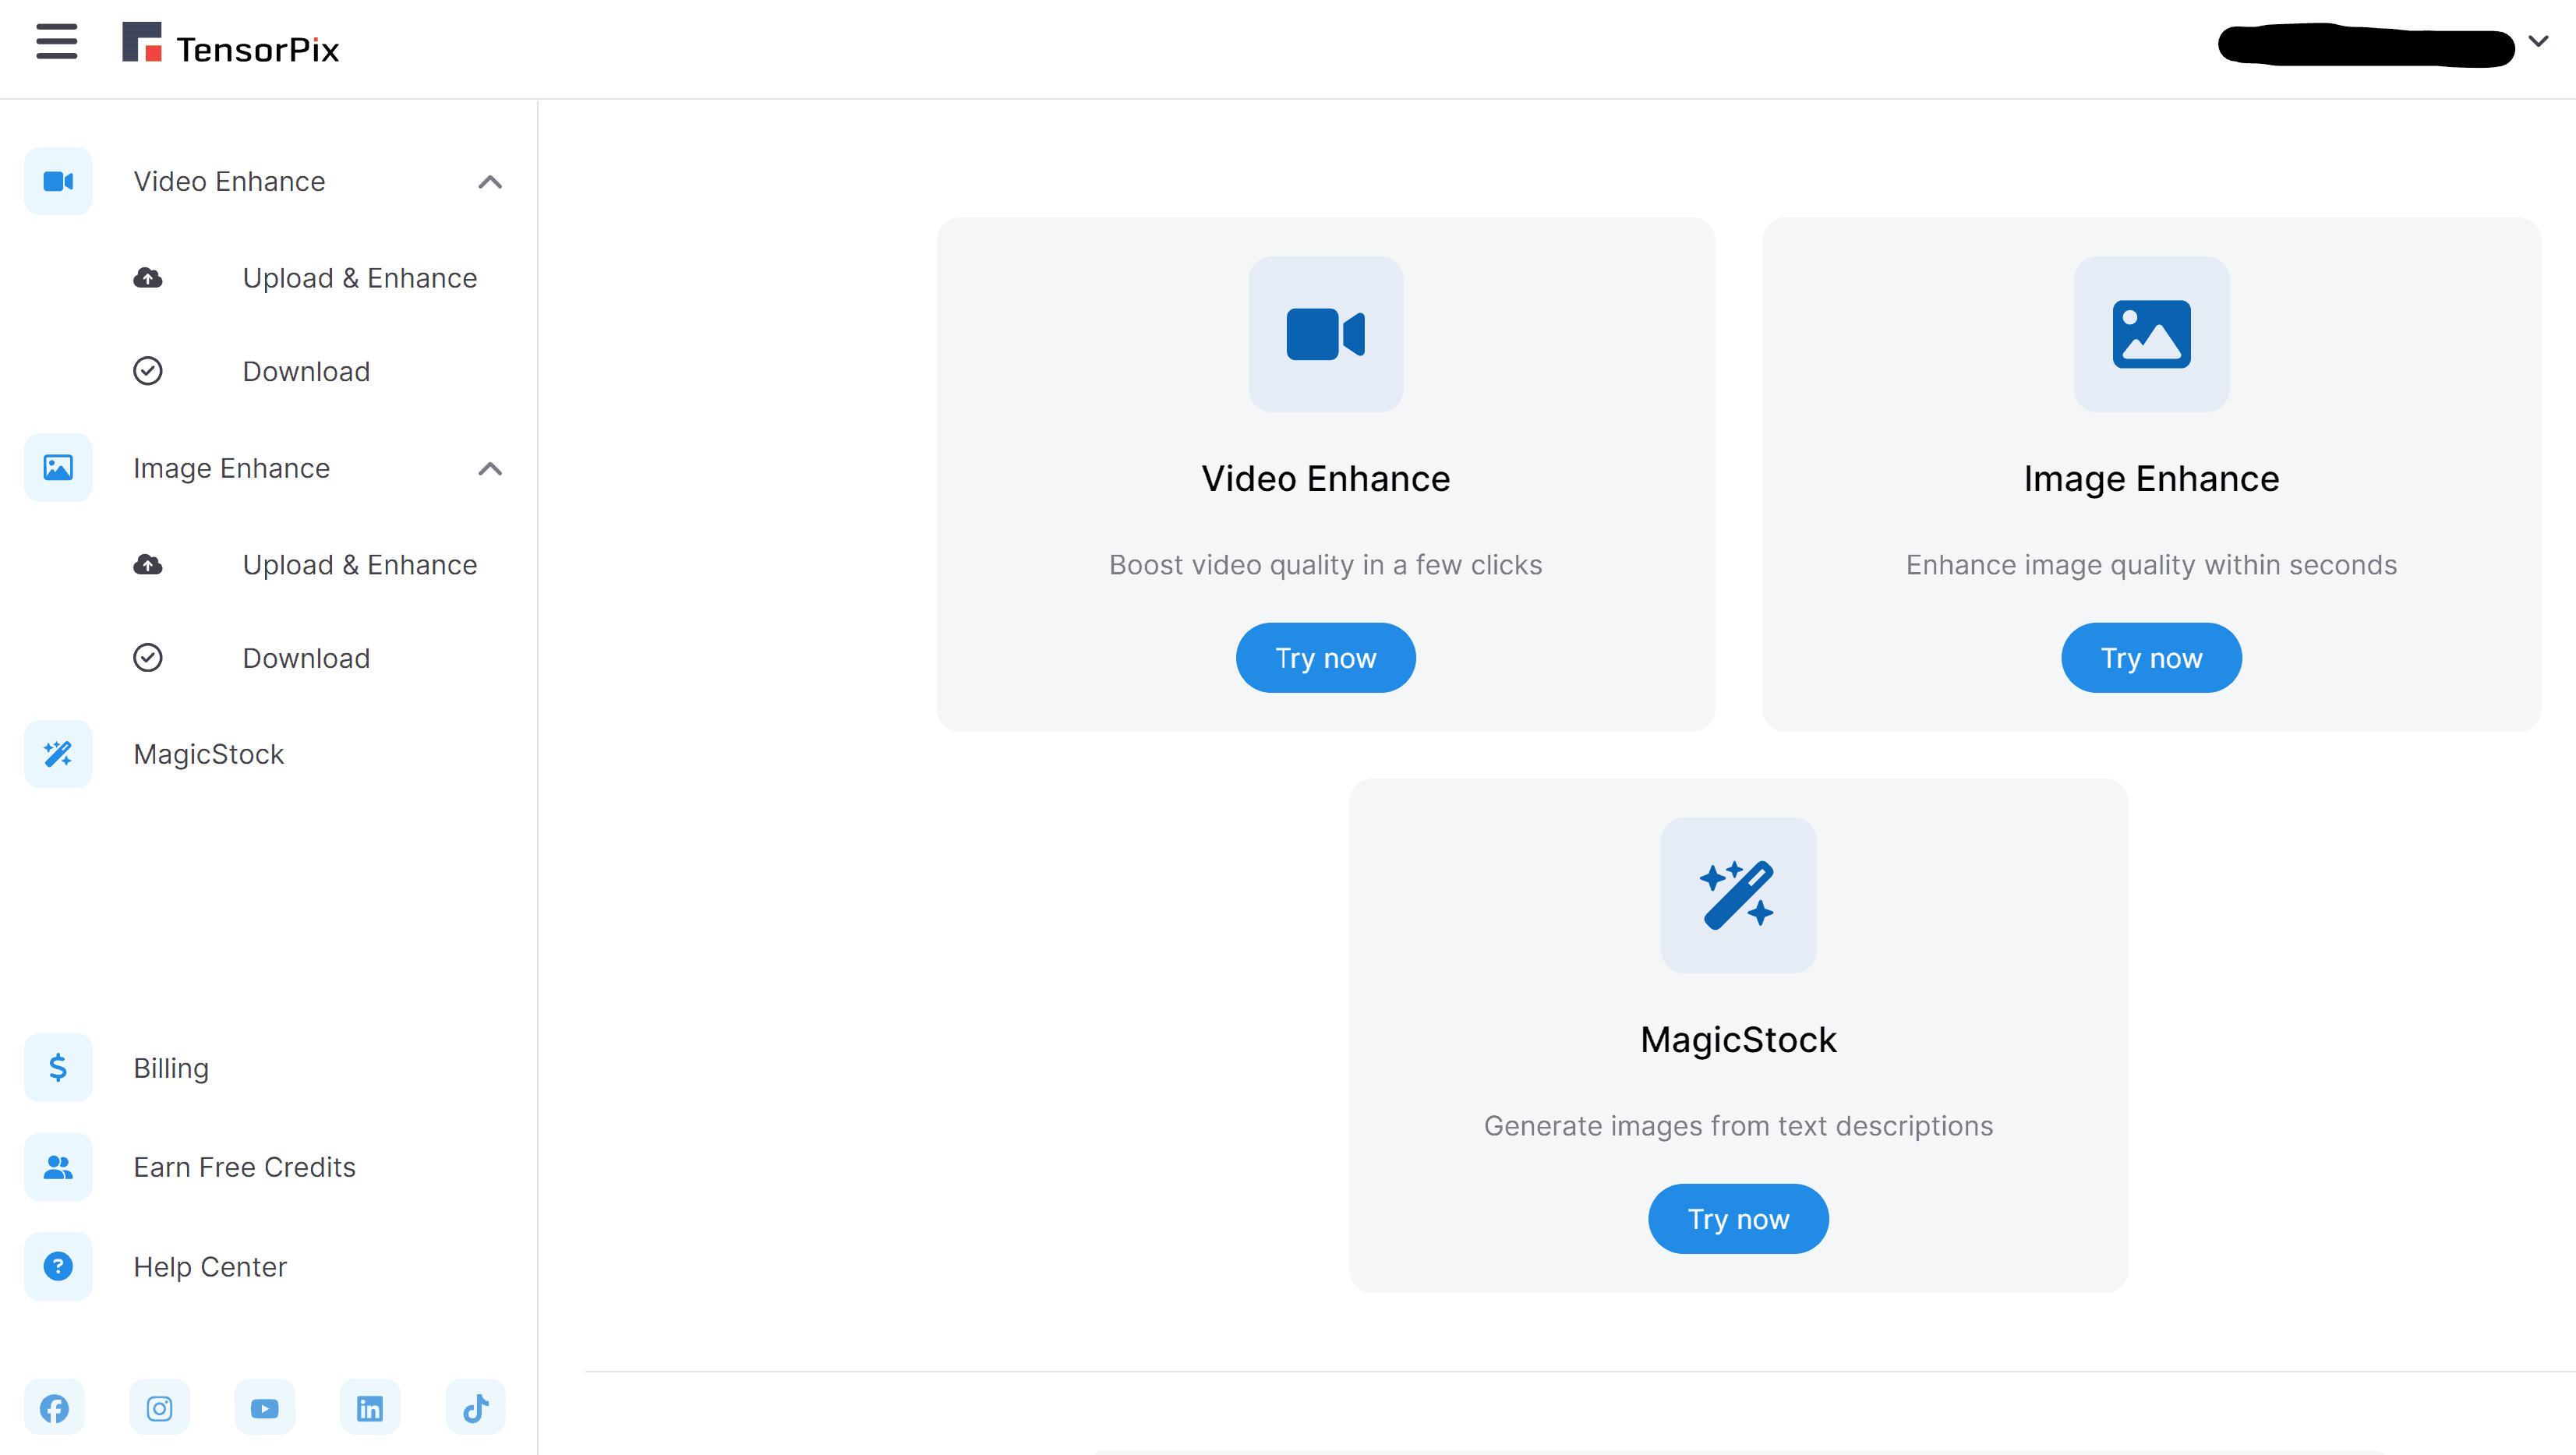 TensorPix
Video Enhance
Upload & Enhance
Download
Image Enhance
Upload & Enhance
Download
MagicStock
Billing
Earn Free Credits
Help Center
Video Enhance
Boost video quality in a few clicks
Try now
Image Enhance
Enhance image quality within seconds
Try now
MagicStock
Generate images from text descriptions
Try now